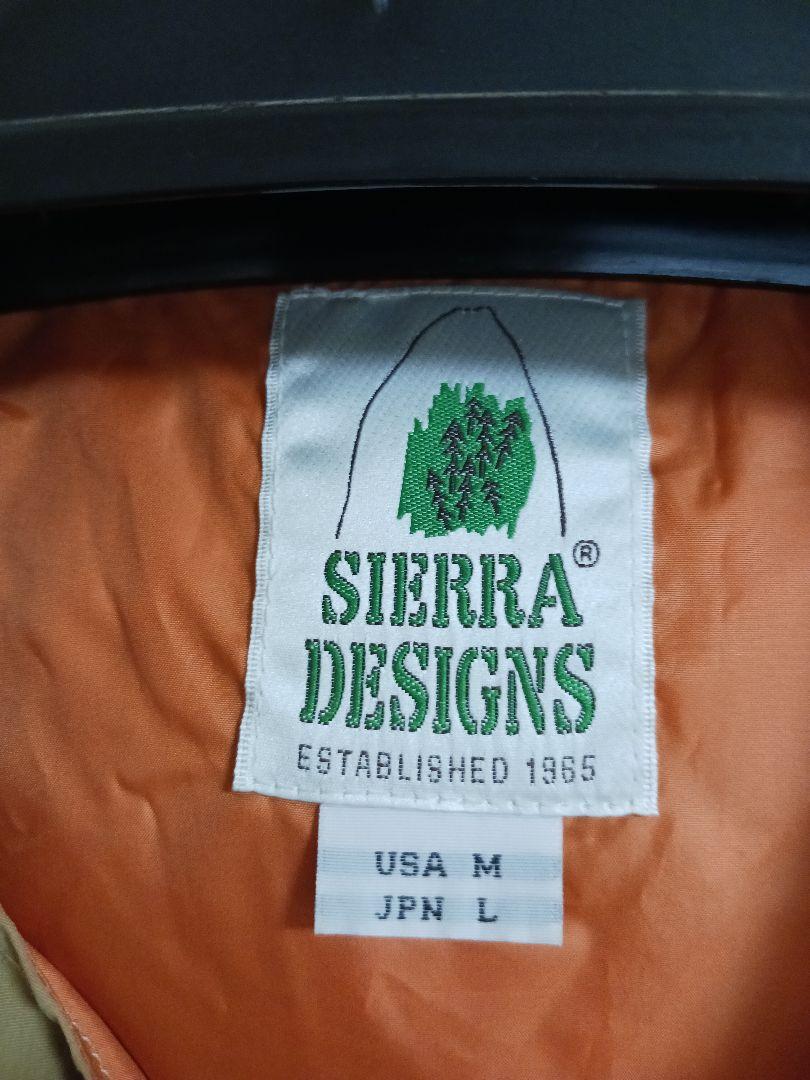 SIERRA®
DESIGNS
ESTABLISHED 1965
USA M
JPN L